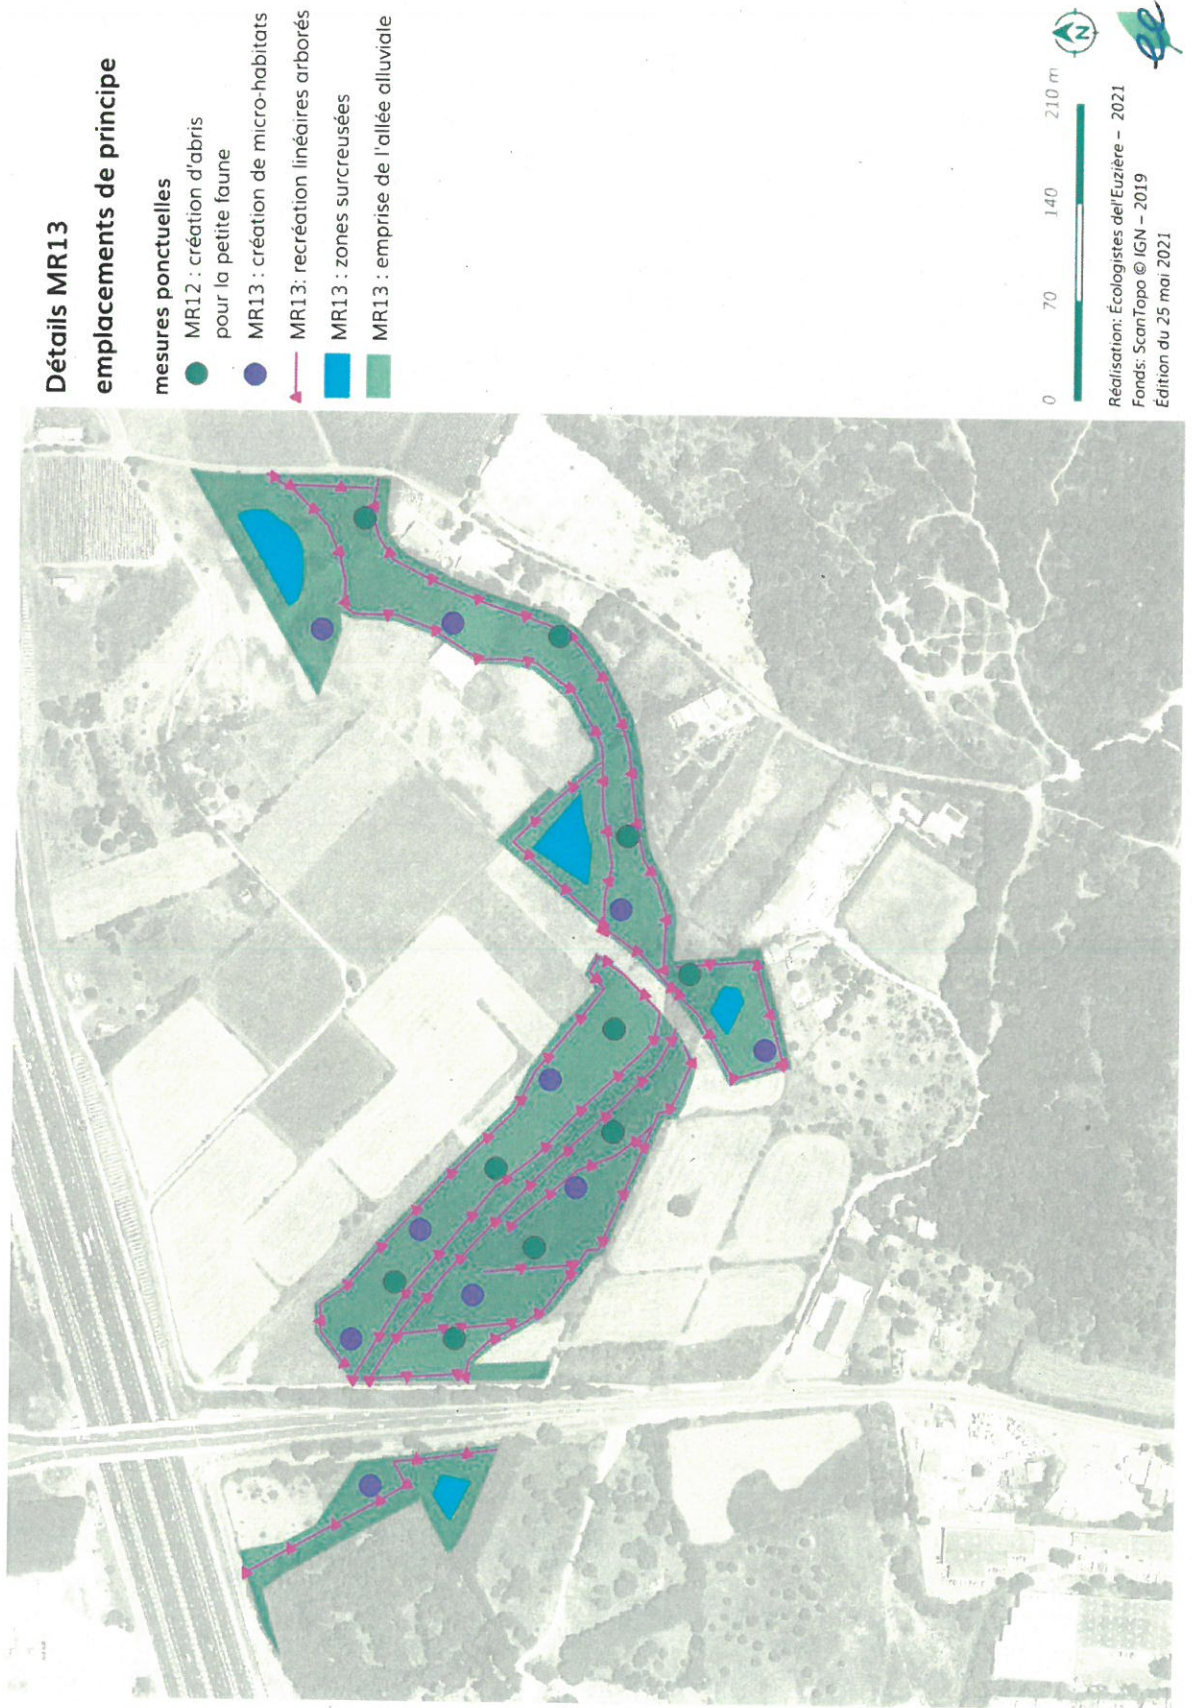 Détails MR13
emplacements de principe
mesures ponctuelles
MR12 : création d'abris
pour la petite faune
MR13 : création de micro-habitats
MR13: recréation linéaires arborés
MR13 : zones surcreusées
MR13 : emprise de l'allée alluviale
0 70 140 210 m
N
Réalisation: Écologistes del'Euzière – 2021
Fonds: ScanTopo © IGN – 2019
Édition du 25 mai 2021
ee